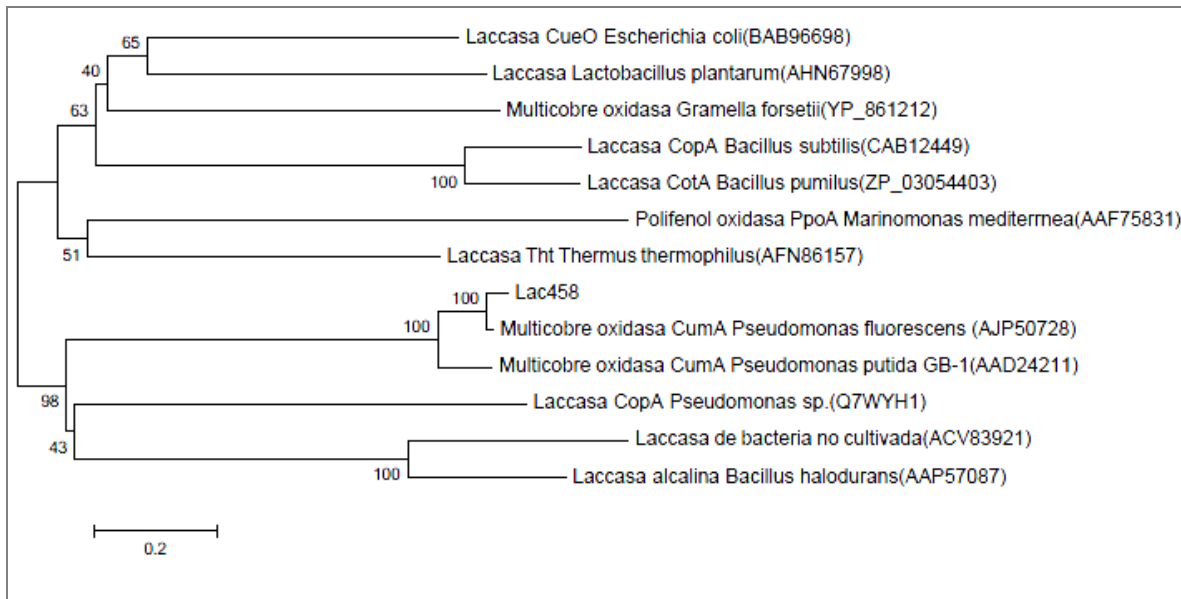 65
Laccasa CueO Escherichia coli(BAB96698)
40
Laccasa Lactobacillus plantarum(AHN67998)
63
Multicobre oxidasa Gramella forsetii(YP_861212)
Laccasa CopA Bacillus subtilis(CAB12449)
100
Laccasa CotA Bacillus pumilus(ZP_03054403)
Polifenol oxidasa PpoA Marinomonas mediterrnea(AAF75831)
51
Laccasa Tht Thermus thermophilus(AFN86157)
100
Lac458
100
Multicobre oxidasa CumA Pseudomonas fluorescens (AJP50728)
Multicobre oxidasa CumA Pseudomonas putida GB-1(AAD24211)
98
Laccasa CopA Pseudomonas sp.(Q7WYH1)
43
Laccasa de bacteria no cultivada(ACV83921)
100
Laccasa alcalina Bacillus halodurans(AAP57087)
0.2